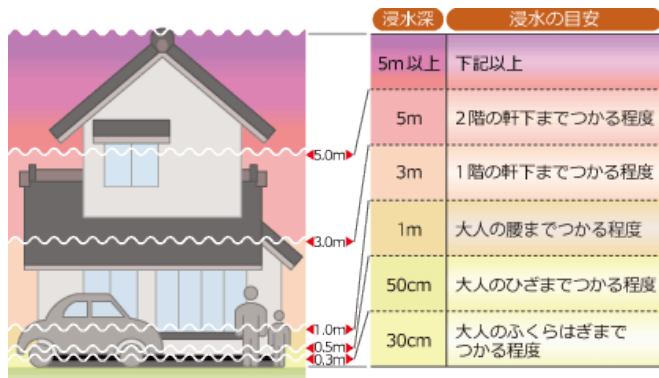 浸水深 浸水の目安
5m以上 下記以上
5m 2階の軒下までつかる程度
3m 1階の軒下までつかる程度
1m 大人の腰までつかる程度
50cm 大人のひざまでつかる程度
30cm 大人のふくらはぎまで
つかる程度
5.0m
3.0m
1.0m
0.5m
0.3m